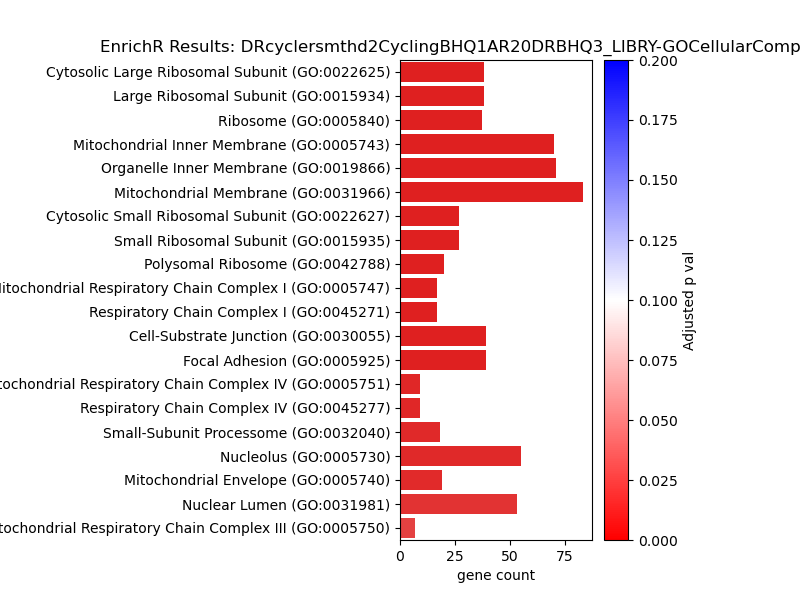 EnrichR Results: DRcyclersmthd2CyclingBHQ1AR20DRBHQ3_LIBRY-GOCellularComp
Cytosolic Large Ribosomal Subunit (GO:0022625)
Large Ribosomal Subunit (GO:0015934)
Ribosome (GO:0005840)
Mitochondrial Inner Membrane (GO:0005743)
Organelle Inner Membrane (GO:0019866)
Mitochondrial Membrane (GO:0031966)
Cytosolic Small Ribosomal Subunit (GO:0022627)
Small Ribosomal Subunit (GO:0015935)
Polysomal Ribosome (GO:0042788)
itochondrial Respiratory Chain Complex I (GO:0005747)
Respiratory Chain Complex I (GO:0045271)
Cell-Substrate Junction (GO:0030055)
Focal Adhesion (GO:0005925)
tochondrial Respiratory Chain Complex IV (GO:0005751)
Respiratory Chain Complex IV (GO:0045277)
Small-Subunit Processome (GO:0032040)
Nucleolus (GO:0005730)
Mitochondrial Envelope (GO:0005740)
Nuclear Lumen (GO:0031981)
tochondrial Respiratory Chain Complex III (GO:0005750)
0 25 50 75
gene count
0.200
0.175
0.150
0.125
0.100
0.075
0.050
0.025
0.000
Adjusted p val